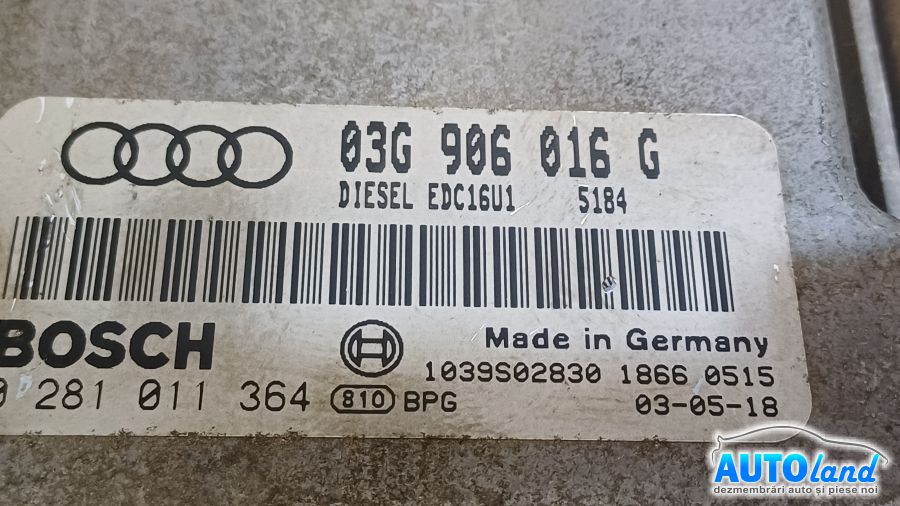 03G 906 016 G
DIESEL EDC16U1 5184
BOSCH
Made in Germany
1039S02830 1866 0515
0 281 011 364 810 BPG
03-05-18
AUTOland
dezmembrări auto și piese noi